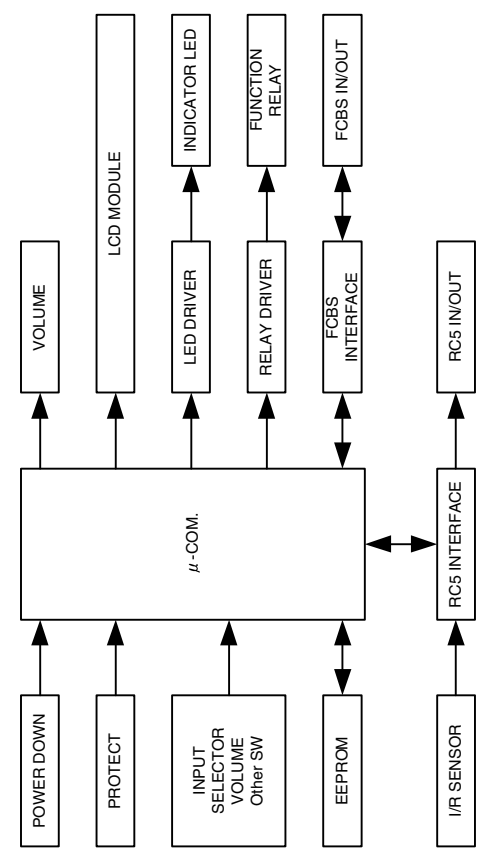 POWER DOWN
PROTECT
INPUT
SELECTOR
VOLUME
Other SW
EEPROM
I/R SENSOR
μ-COM.
RC5 INTERFACE
VOLUME
LCD MODULE
LED DRIVER
RELAY DRIVER
FCBS
INTERFACE
RC5 IN/OUT
INDICATOR LED
FUNCTION
RELAY
FCBS IN/OUT